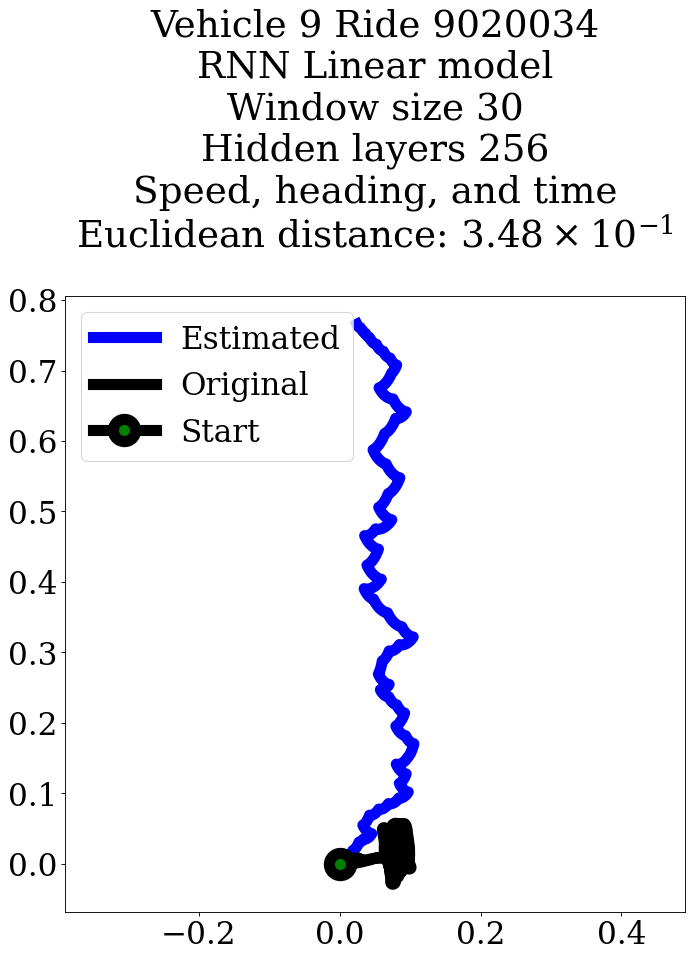 Vehicle 9 Ride 9020034
RNN Linear model
Window size 30
Hidden layers 256
Speed, heading, and time
Euclidean distance: 3.48 × 10⁻¹
Estimated
Original
Start
0.8
0.7
0.6
0.5
0.4
0.3
0.2
0.1
0.0
−0.2 0.0 0.2 0.4